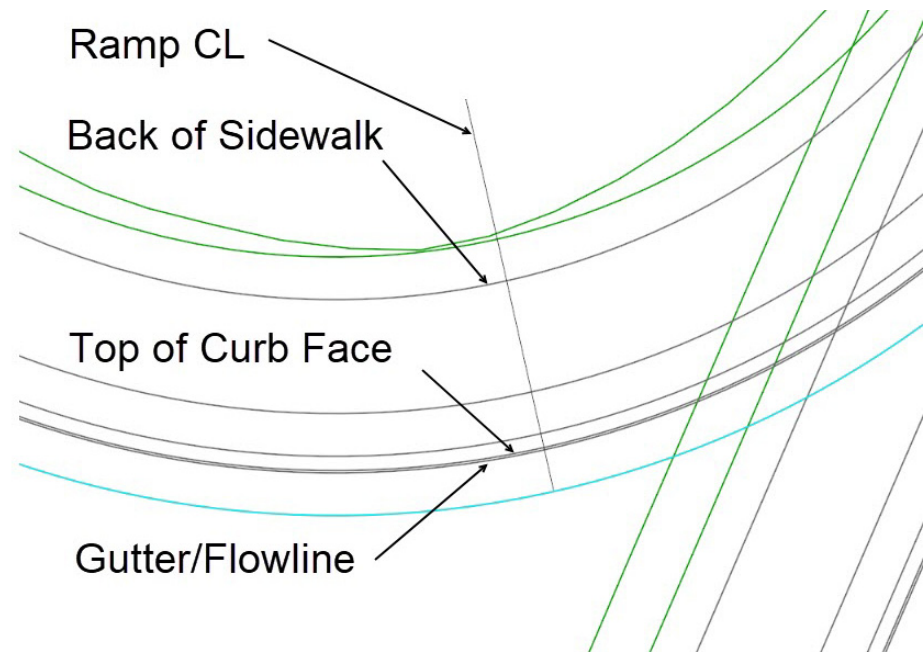 Ramp CL
Back of Sidewalk
Top of Curb Face
Gutter/Flowline